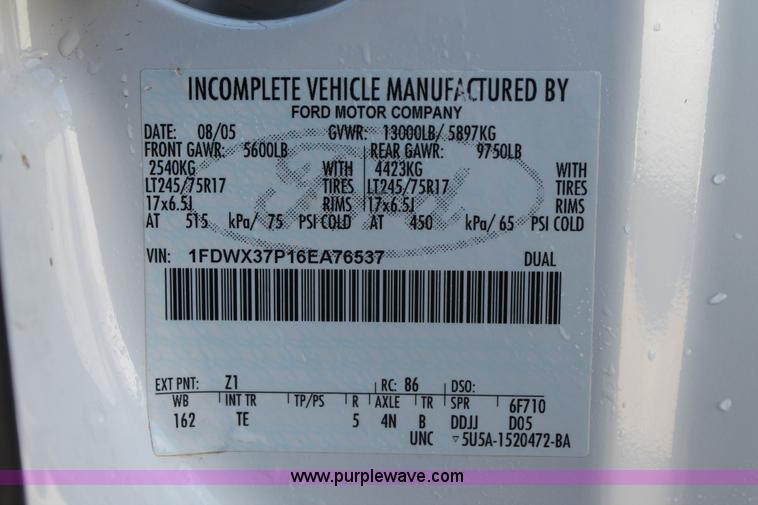 INCOMPLETE VEHICLE MANUFACTURED BY
FORD MOTOR COMPANY
DATE: 08/05 GVWR: 13000LB/ 5897KG
FRONT GAWR: 5600LB REAR GAWR: 9750LB
2540KG WITH 4423KG WITH
LT245/75R17 TIRES LT245/75R17 TIRES
17x6.5J RIMS 17x6.5J RIMS
AT 515 kPa/ 75 PSI COLD AT 450 kPa/ 65 PSI COLD
Ford
VIN: 1FDWX37P16EA76537 DUAL
EXT PNT: Z1 RC: 86 DSO:
WB INT TR TP/PS R AXLE TR SPR 6F710
162 TE 5 4N B DDJJ D05
UNC ▿5U5A-1520472-BA
www.purplewave.com